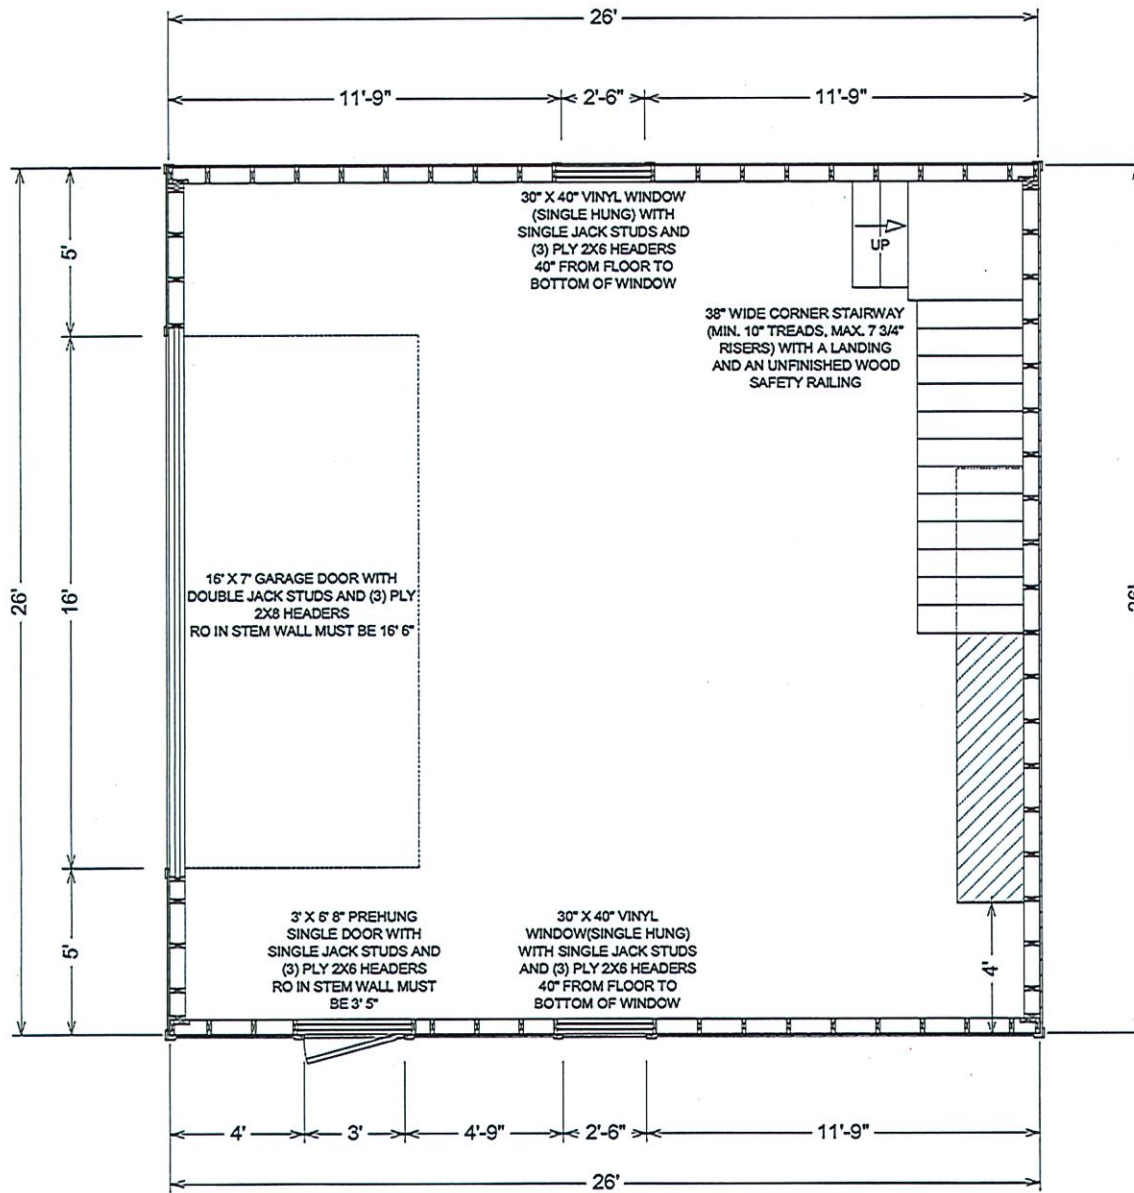 26'
11'-9"
2'-6"
11'-9"
30" X 40" VINYL WINDOW
(SINGLE HUNG) WITH
SINGLE JACK STUDS AND
(3) PLY 2X6 HEADERS
40" FROM FLOOR TO
BOTTOM OF WINDOW
UP
38" WIDE CORNER STAIRWAY
(MIN. 10" TREADS, MAX. 7 3/4"
RISERS) WITH A LANDING
AND AN UNFINISHED WOOD
SAFETY RAILING
5'
26'
16'
5'
16' X 7' GARAGE DOOR WITH
DOUBLE JACK STUDS AND (3) PLY
2X8 HEADERS
RO IN STEM WALL MUST BE 16' 6"
26'
3' X 6' 8" PREHUNG
SINGLE DOOR WITH
SINGLE JACK STUDS AND
(3) PLY 2X6 HEADERS
RO IN STEM WALL MUST
BE 3' 5"
30" X 40" VINYL
WINDOW(SINGLE HUNG)
WITH SINGLE JACK STUDS
AND (3) PLY 2X6 HEADERS
40" FROM FLOOR TO
BOTTOM OF WINDOW
4'
4'
3'
4'-9"
2'-6"
11'-9"
26'